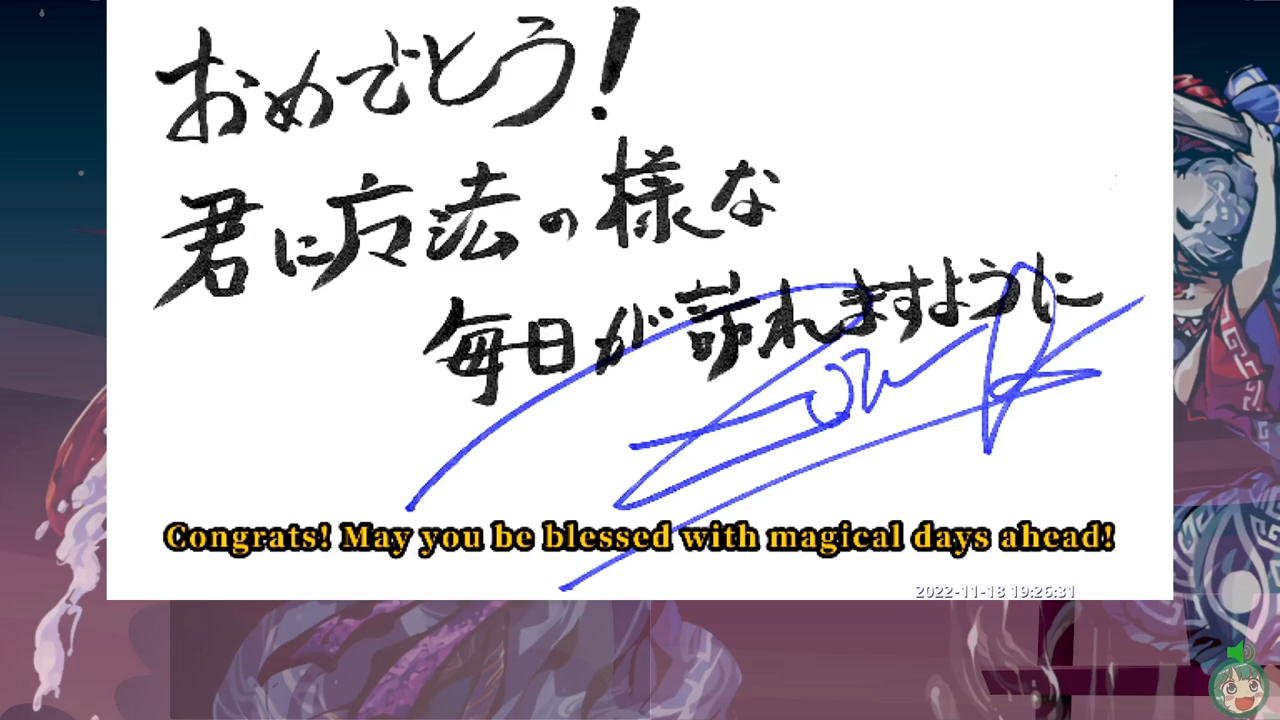 おめでとう!
君に応法の様な
毎日が訪れますように
Congrats! May you be blessed with magical days ahead!
2022-11-18 19:26:31